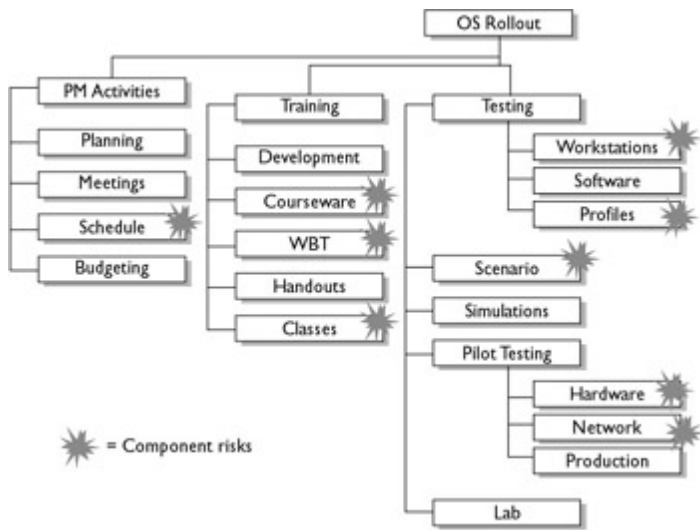 OS Rollout
PM Activities
Planning
Meetings
Schedule
Budgeting
Training
Development
Courseware
WBT
Handouts
Classes
Testing
Workstations
Software
Profiles
Scenario
Simulations
Pilot Testing
Hardware
Network
Production
Lab
= Component risks